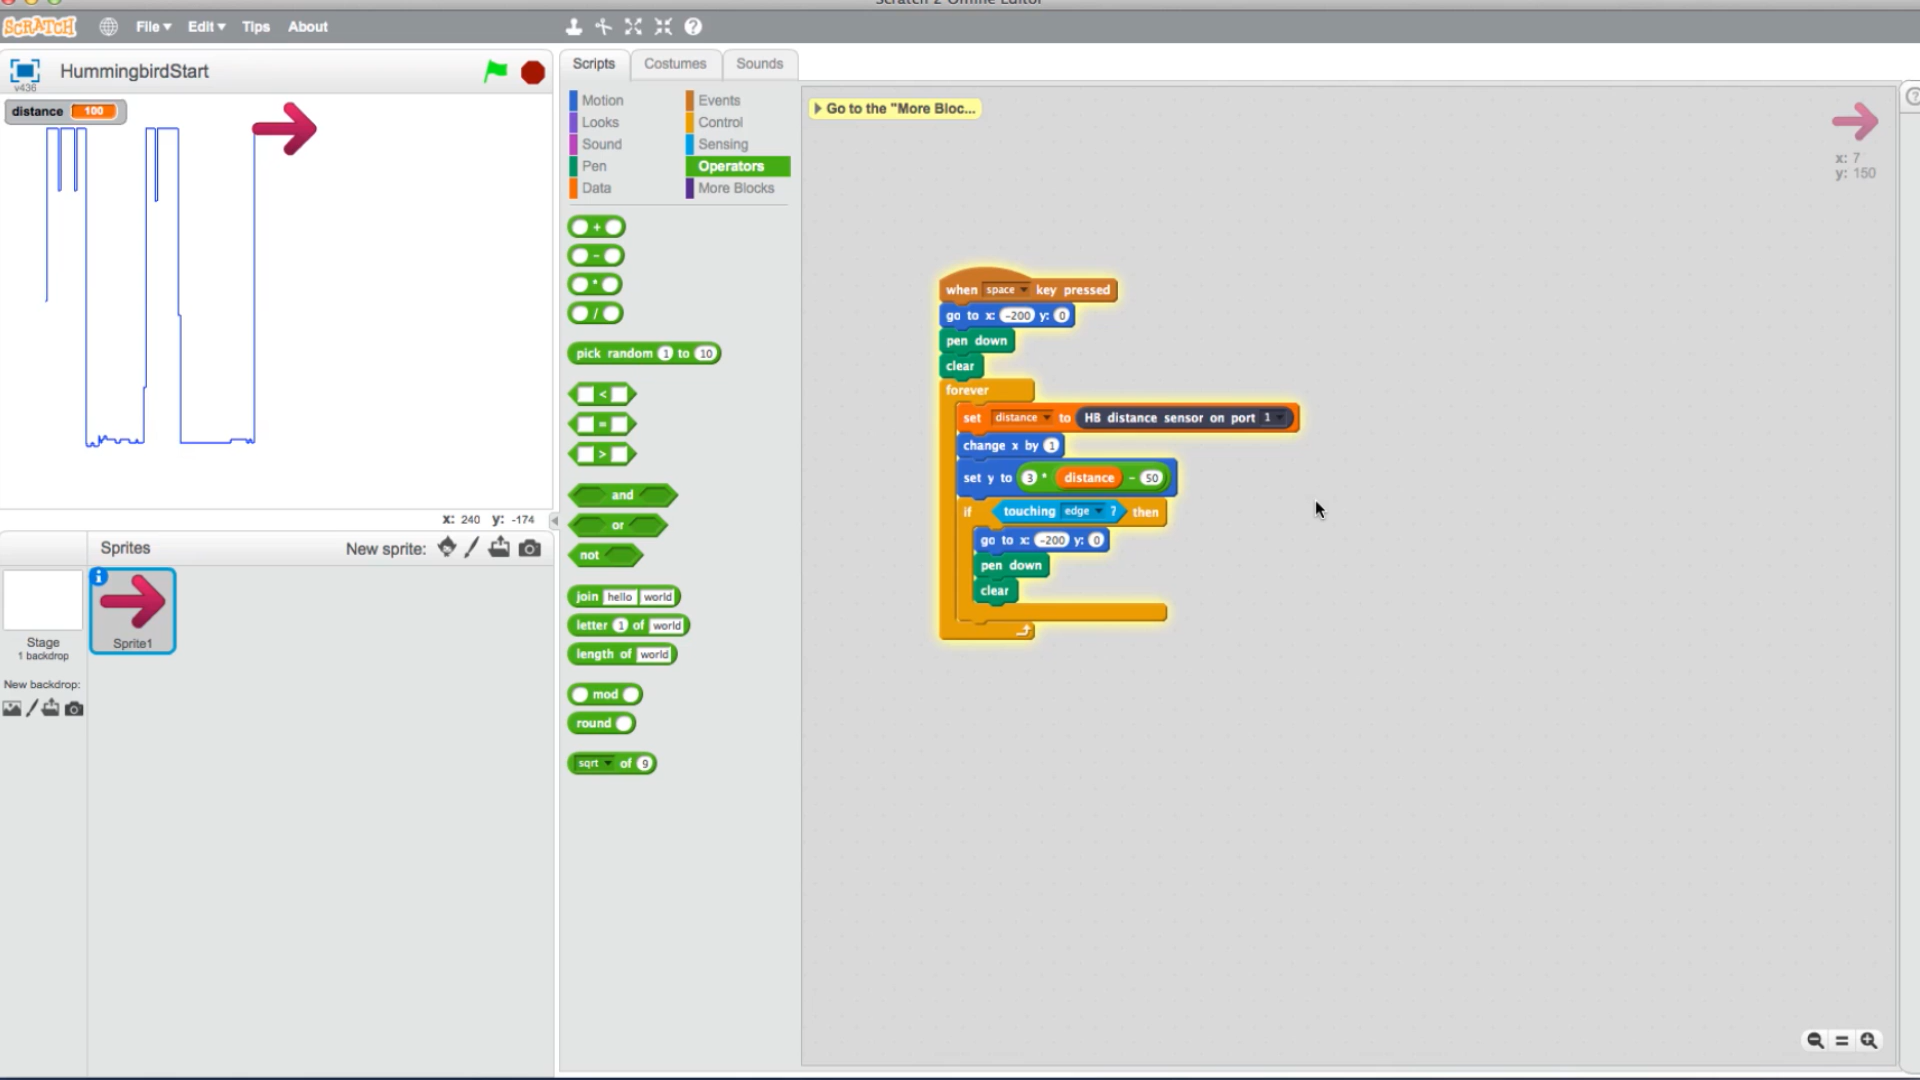 Scratch 2 Offline Editor
SCRATCH File Edit Tips About
HummingbirdStart
v436
distance 100
x: 240 y: -174
Sprites New sprite:
Stage
1 backdrop
New backdrop:
Sprite1
Scripts Costumes Sounds
Motion Events
Looks Control
Sound Sensing
Pen Operators
Data More Blocks
+
-
*
/
pick random 1 to 10
<
=
>
and
or
not
join hello world
letter 1 of world
length of world
mod
round
sqrt of 9
Go to the "More Bloc...
x: 7
y: 150
when space key pressed
go to x: -200 y: 0
pen down
clear
forever
set distance to HB distance sensor on port 1
change x by 1
set y to 3 * distance - 50
if touching edge ? then
go to x: -200 y: 0
pen down
clear